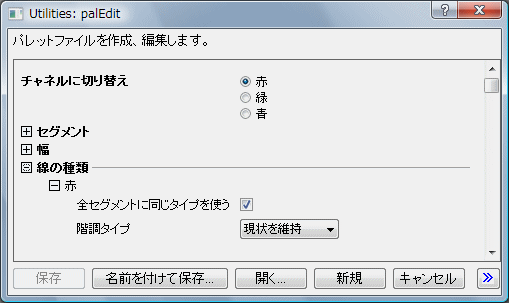 Utilities: palEdit
パレットファイルを作成、編集します。
チャネルに切り替え
赤
緑
青
セグメント
幅
線の種類
赤
全セグメントに同じタイプを使う
階調タイプ
現状を維持
保存
名前を付けて保存...
開く...
新規
キャンセル